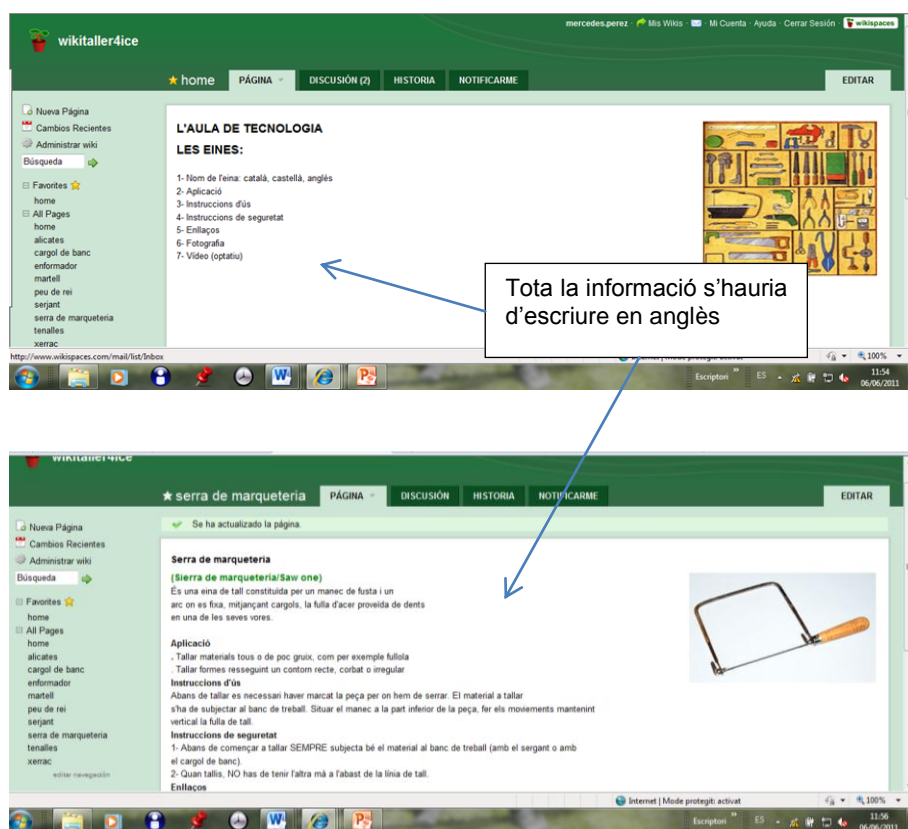 mercedes.perez · Mis Wikis · Mi Cuenta · Ayuda · Cerrar Sesión · wikispaces
wikitaller4ice
home PÁGINA DISCUSIÓN (2) HISTORIA NOTIFICARME EDITAR
Nueva Página
Cambios Recientes
Administrar wiki
Búsqueda
Favorites
home
All Pages
home
alicates
cargol de banc
enformador
martell
peu de rei
serjant
serra de marqueteria
tenalles
xerrac
L'AULA DE TECNOLOGIA
LES EINES:
1- Nom de l'eina: català, castellà, anglès
2- Aplicació
3- Instruccions d'ús
4- Instruccions de seguretat
5- Enllaços
6- Fotografia
7- Vídeo (optatiu)
Tota la informació s'hauria
d'escriure en anglès
http://www.wikispaces.com/mail/list/Inbox
Internet | Mode protegit: activat
100%
Escriptori ES 11:54
06/06/2011
wikitaller4ice
serra de marqueteria PÁGINA DISCUSIÓN HISTORIA NOTIFICARME EDITAR
Nueva Página
Cambios Recientes
Administrar wiki
Búsqueda
Favorites
home
All Pages
home
alicates
cargol de banc
enformador
martell
peu de rei
serjant
serra de marqueteria
tenalles
xerrac
editar navegación
Se ha actualizado la página.
Serra de marqueteria
(Sierra de marqueteria/Saw one)
És una eina de tall constituida per un manec de fusta i un
arc on es fixa, mitjançant cargols, la fulla d'acer proveïda de dents
en una de les seves vores.
Aplicació
. Tallar materials tous o de poc gruix, com per exemple fullola
. Tallar formes resseguint un contorn recte, corbat o irregular
Instruccions d'ús
Abans de tallar es necessari haver marcat la peça per on hem de serrar. El material a tallar
s'ha de subjectar al banc de treball. Situar el manec a la part inferior de la peça, fer els moviements mantenint
vertical la fulla de tall.
Instruccions de seguretat
1- Abans de començar a tallar SEMPRE subjecta bé el material al banc de treball (amb el sergant o amb
el cargol de banc).
2- Quan tallis, NO has de tenir l'altra mà a l'abast de la línia de tall.
Enllaços
Internet | Mode protegit: activat
100%
Escriptori ES 11:56
06/06/2011